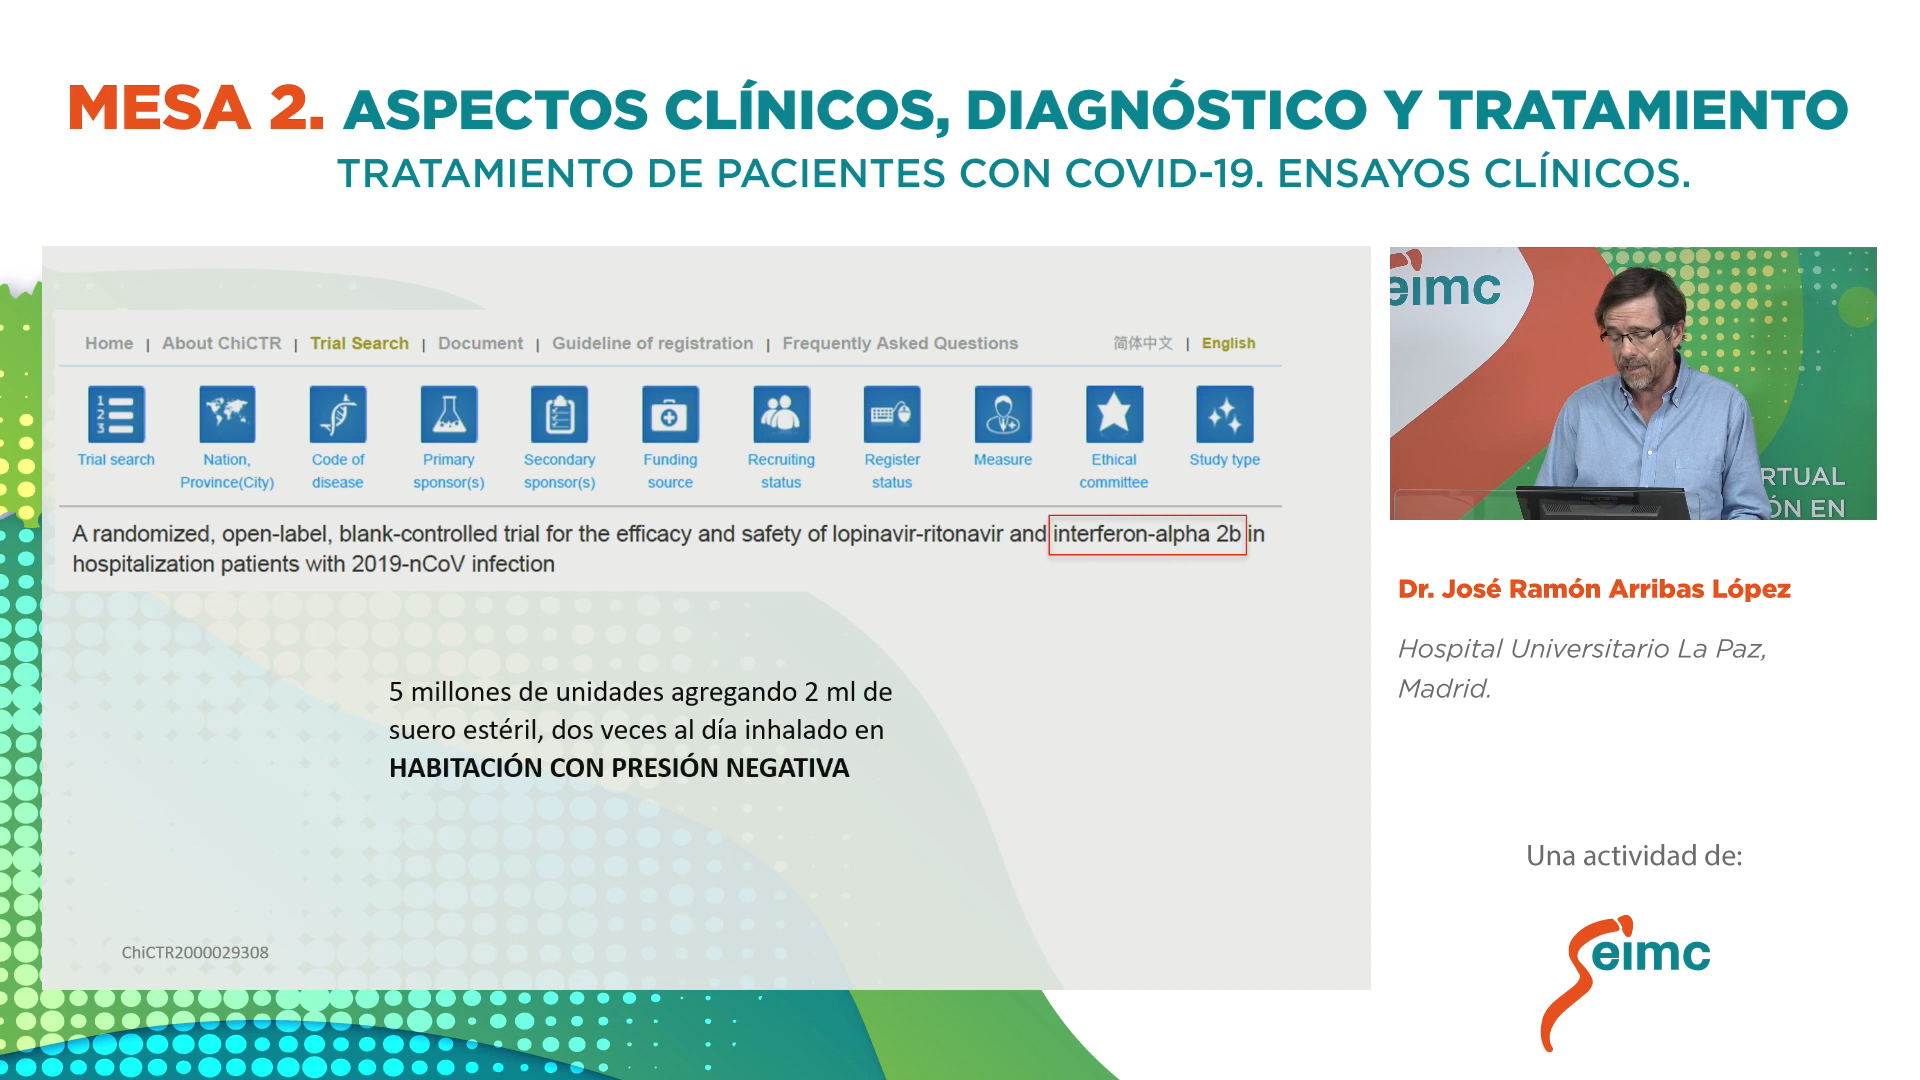 MESA 2. ASPECTOS CLÍNICOS, DIAGNÓSTICO Y TRATAMIENTO
TRATAMIENTO DE PACIENTES CON COVID-19. ENSAYOS CLÍNICOS.
Home | About ChiCTR | Trial Search | Document | Guideline of registration | Frequently Asked Questions 简体中文 | English
1 2 3
Trial search
Nation,
Province(City)
Code of
disease
Primary
sponsor(s)
Secondary
sponsor(s)
Funding
source
Recruiting
status
Register
status
Measure
Ethical
committee
Study type
A randomized, open-label, blank-controlled trial for the efficacy and safety of lopinavir-ritonavir and interferon-alpha 2b in
hospitalization patients with 2019-nCoV infection
5 millones de unidades agregando 2 ml de
suero estéril, dos veces al día inhalado en
HABITACIÓN CON PRESIÓN NEGATIVA
ChiCTR2000029308
eimc
RTUAL
ÓN EN
Dr. José Ramón Arribas López
Hospital Universitario La Paz,
Madrid.
Una actividad de:
Seimc